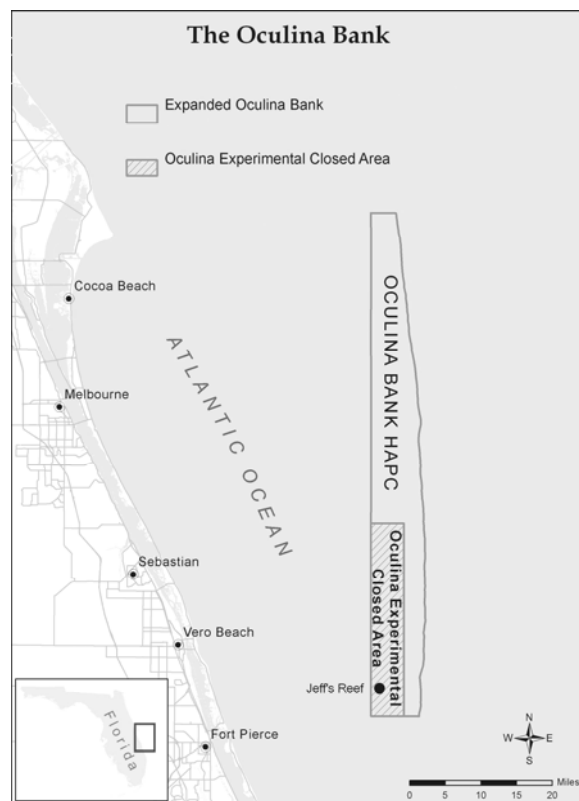 The Oculina Bank
Expanded Oculina Bank
Oculina Experimental Closed Area
OCULINA BANK HAPC
Cocoa Beach
ATLANTIC OCEAN
Melbourne
Oculina Experimental
Closed Area
Sebastian
Vero Beach
Jeff's Reef
Florida
Fort Pierce
N
W E
S
Miles
0 5 10 15 20